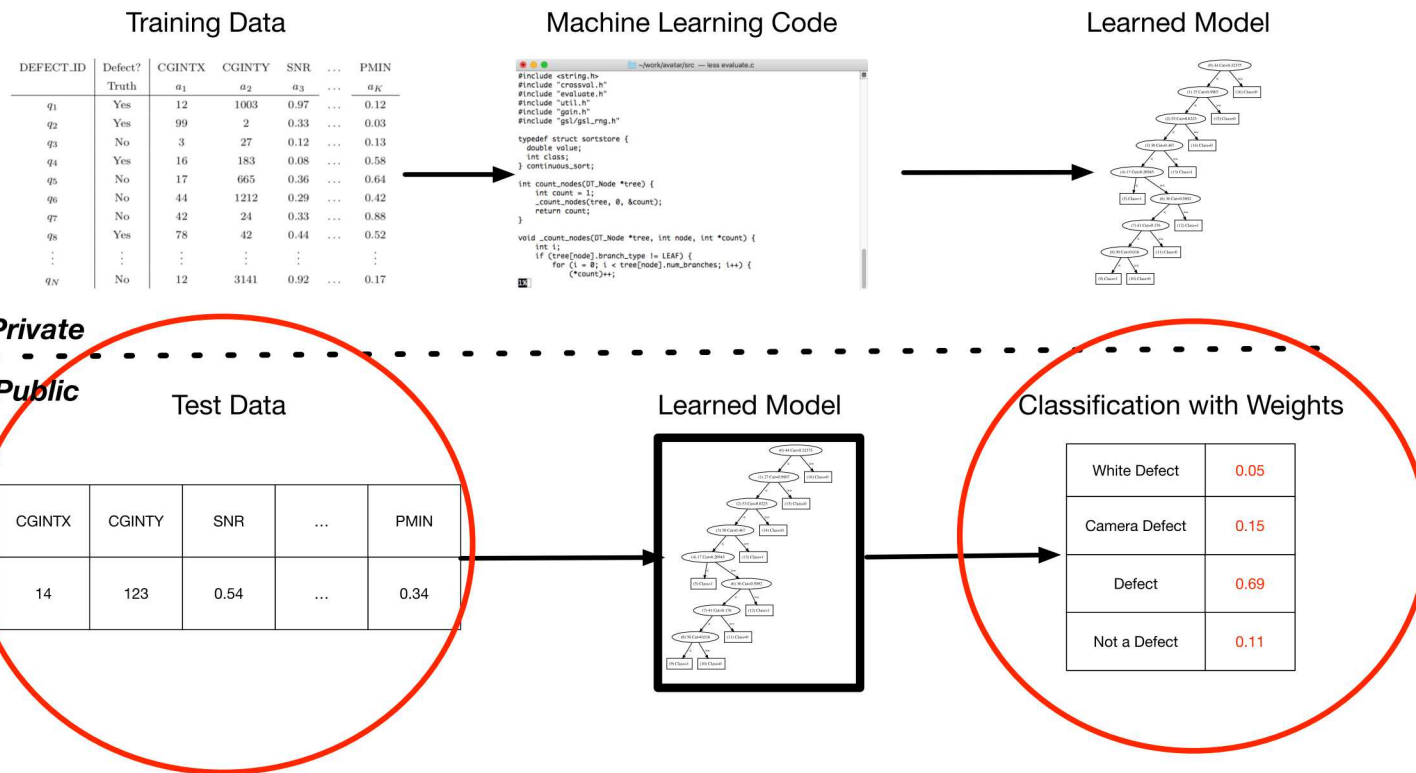 Training Data
Machine Learning Code
Learned Model
DEFECT_ID Defect? CGINTX CGINTY SNR ... PMIN
Truth a1 a2 a3 ... aK
q1 Yes 12 1003 0.97 ... 0.12
q2 Yes 99 2 0.33 ... 0.03
q3 No 3 27 0.12 ... 0.13
q4 Yes 16 183 0.08 ... 0.58
q5 No 17 665 0.36 ... 0.64
q6 No 44 1212 0.29 ... 0.42
q7 No 42 24 0.33 ... 0.88
q8 Yes 78 42 0.44 ... 0.52
⋮ ⋮ ⋮ ⋮ ⋮ ⋮
qN No 12 3141 0.92 ... 0.17
~/work/avatar/src — less evaluate.c
#include <string.h>
#include "crossval.h"
#include "evaluate.h"
#include "util.h"
#include "gain.h"
#include "gsl/gsl_rng.h"
typedef struct sortstore {
double value;
int class;
} continuous_sort;
int count_nodes(DT_Node *tree) {
int count = 1;
_count_nodes(tree, 0, &count);
return count;
}
void _count_nodes(DT_Node *tree, int node, int *count) {
int i;
if (tree[node].branch_type != LEAF) {
for (i = 0; i < tree[node].num_branches; i++) {
(*count)++;
1%
Private
Public
Test Data
Learned Model
Classification with Weights
CGINTX CGINTY SNR ... PMIN
14 123 0.54 ... 0.34
White Defect 0.05
Camera Defect 0.15
Defect 0.69
Not a Defect 0.11